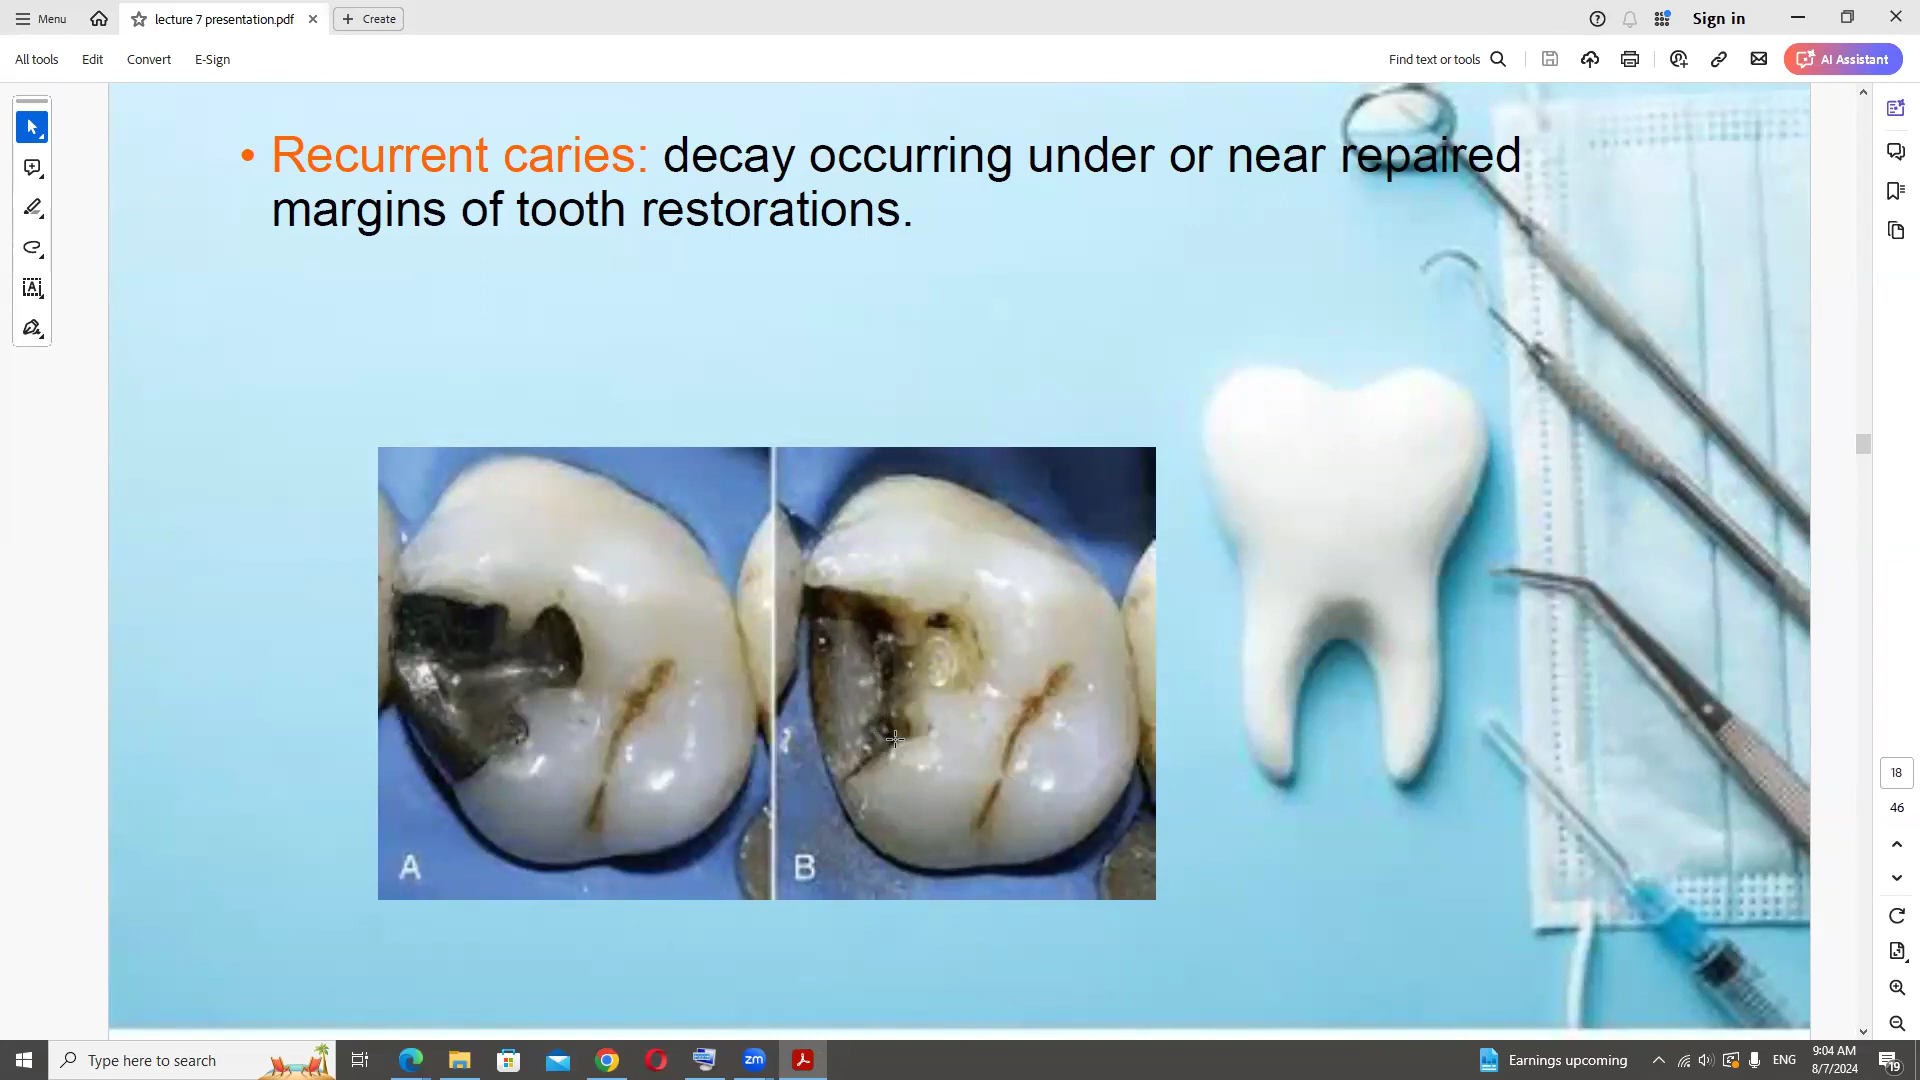 Menu
lecture 7 presentation.pdf
Create
Sign in
All tools
Edit
Convert
E-Sign
Find text or tools
AI Assistant
• Recurrent caries: decay occurring under or near repaired
margins of tooth restorations.
A
B
18
46
Type here to search
zm
Earnings upcoming
ENG
9:04 AM
8/7/2024
19